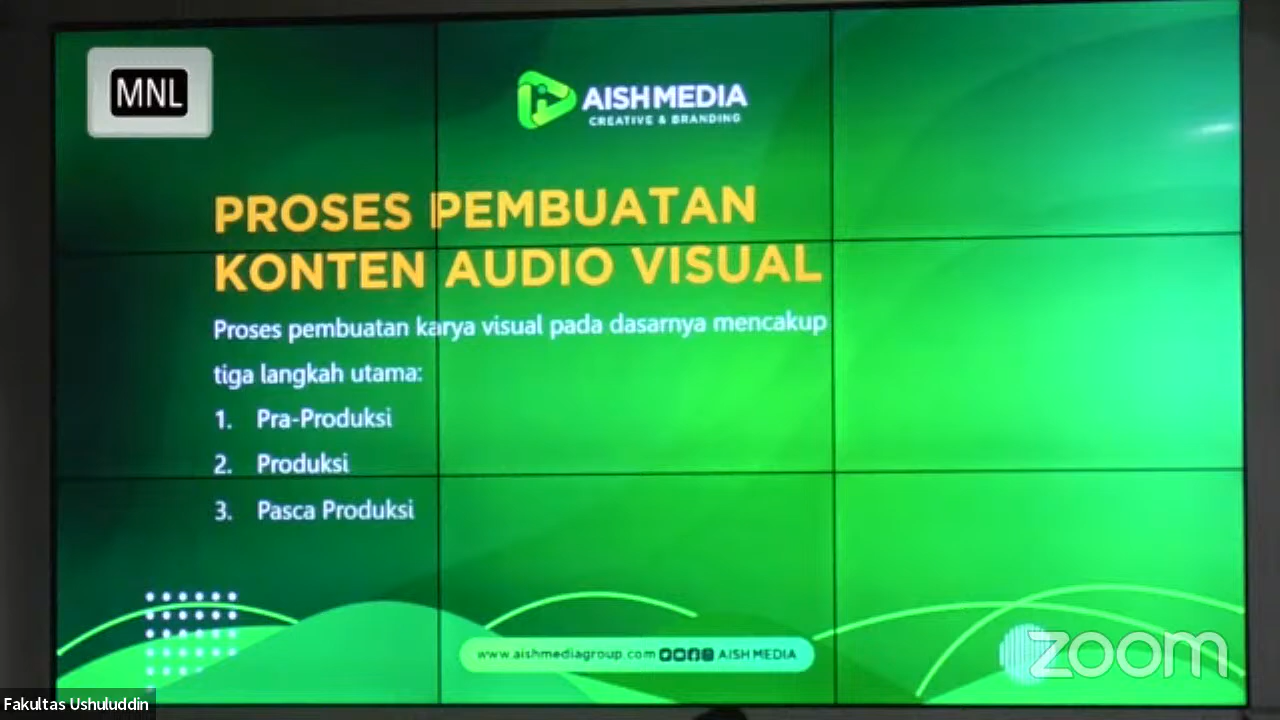 MNL
AISHMEDIA
CREATIVE & BRANDING
PROSES PEMBUATAN
KONTEN AUDIO VISUAL
Proses pembuatan karya visual pada dasarnya mencakup
tiga langkah utama:
1. Pra-Produksi
2. Produksi
3. Pasca Produksi
www.aishmediagroup.com AISH MEDIA
zoom
Fakultas Ushuluddin